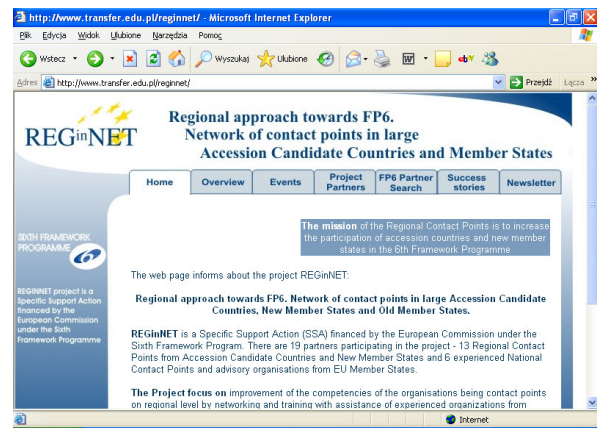 http://www.transfer.edu.pl/reginnet/ - Microsoft Internet Explorer
Plik Edycja Widok Ulubione Narzędzia Pomoc
Wstecz Wyszukaj Ulubione
Adres http://www.transfer.edu.pl/reginnet/ Przejdź Łącza »
REGinNET
Regional approach towards FP6.
Network of contact points in large
Accession Candidate Countries and Member States
Home Overview Events Project Partners FP6 Partner Search Success stories Newsletter
The mission of the Regional Contact Points is to increase
the participation of accession countries and new member
states in the 6th Framework Programme
SIXTH FRAMEWORK
PROGRAMME 6
REGINNET project is a
Specific Support Action
financed by the
European Commission
under the Sixth
Framework Programme
The web page informs about the project REGinNET:
Regional approach towards FP6. Network of contact points in large Accession Candidate
Countries, New Member States and Old Member States.
REGinNET is a Specific Support Action (SSA) financed by the European Commission under the
Sixth Framework Program. There are 19 partners participating in the project - 13 Regional Contact
Points from Accession Candidate Countries and New Member States and 6 experienced National
Contact Points and advisory organisations from EU Member States.
The Project focus on improvement of the competencies of the organisations being contact points
on regional level by networking and training with assistance of experienced organizations from
Internet